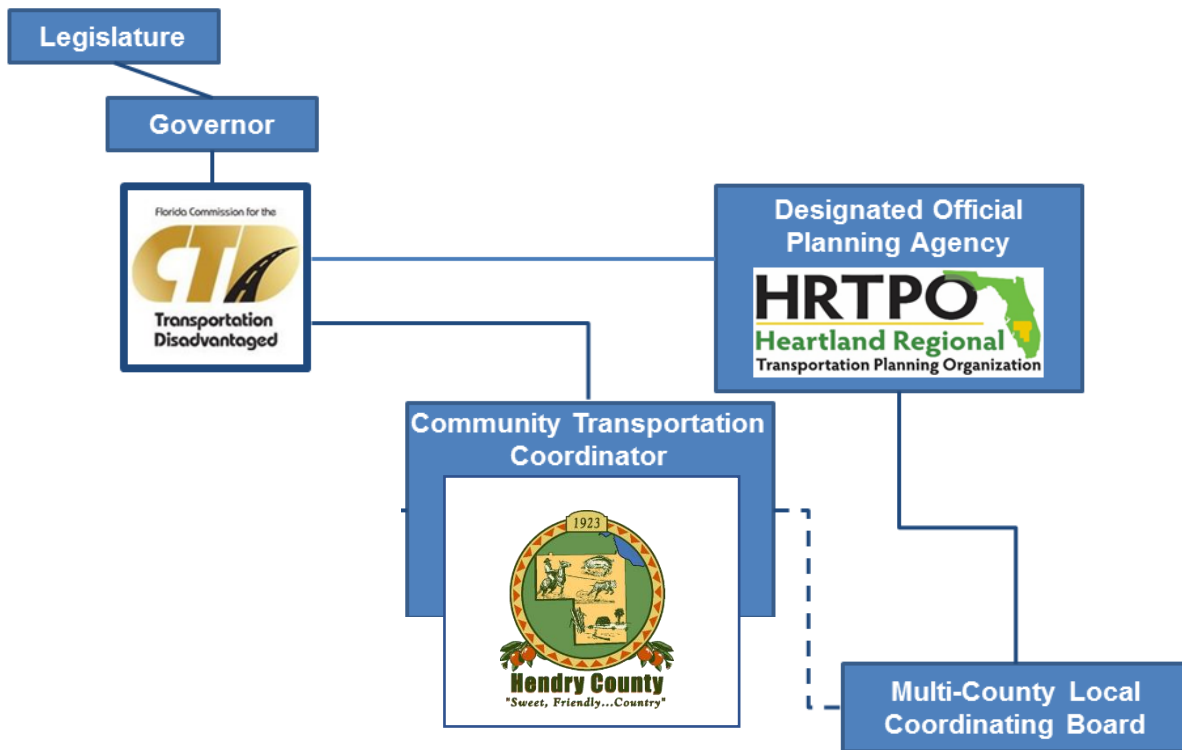 Legislature
Governor
Florida Commission for the
CTD
Transportation
Disadvantaged
Designated Official
Planning Agency
HRTPO
Heartland Regional
Transportation Planning Organization
Community Transportation
Coordinator
1923
Hendry County
"Sweet, Friendly...Country"
Multi-County Local
Coordinating Board